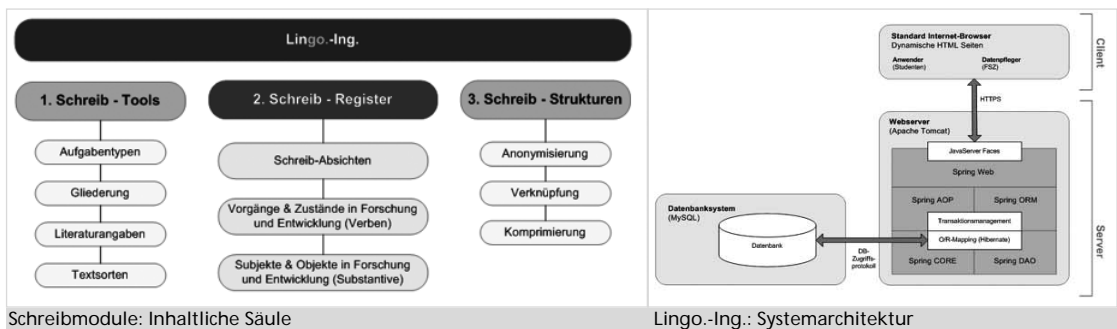 Lingo.-Ing.
1. Schreib - Tools
Aufgabentypen
Gliederung
Literaturangaben
Textsorten
2. Schreib - Register
Schreib-Absichten
Vorgänge & Zustände in Forschung
und Entwicklung (Verben)
Subjekte & Objekte in Forschung
und Entwicklung (Substantive)
3. Schreib - Strukturen
Anonymisierung
Verknüpfung
Komprimierung
Schreibmodule: Inhaltliche Säule
Standard Internet-Browser
Dynamische HTML Seiten
Anwender
(Studenten)
Datenpfleger
(FSZ)
Client
HTTPS
Webserver
(Apache Tomcat)
JavaServer Faces
Spring Web
Spring AOP
Spring ORM
Transaktionsmanagement
O/R-Mapping (Hibernate)
Spring CORE
Spring DAO
Server
Datenbanksystem
(MySQL)
Datenbank
DB-
Zugriffs-
protokoll
Lingo.-Ing.: Systemarchitektur